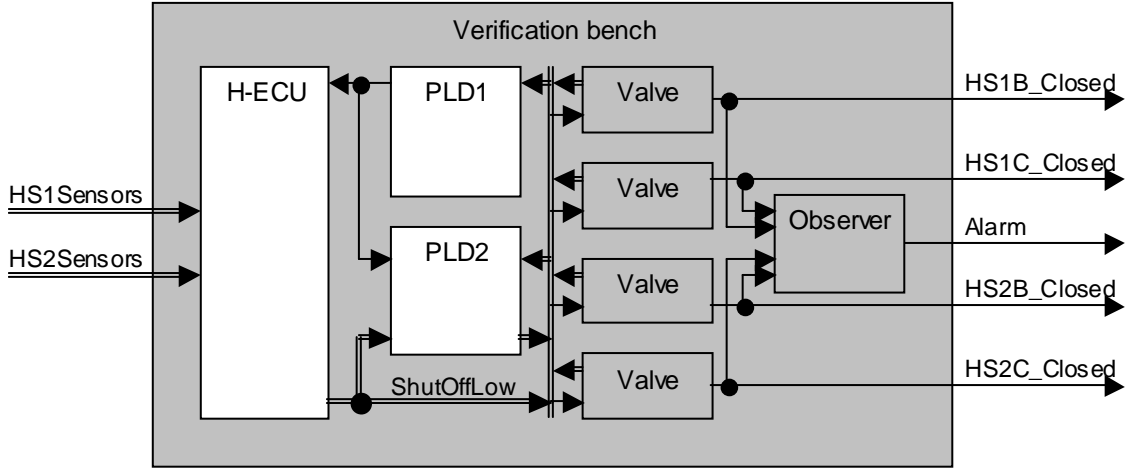 Verification bench
H-ECU
PLD1
Valve
HS1B_Closed
Valve
HS1C_Closed
HS1Sensors
Observer
Alarm
PLD2
HS2Sensors
Valve
HS2B_Closed
Valve
ShutOffLow
HS2C_Closed